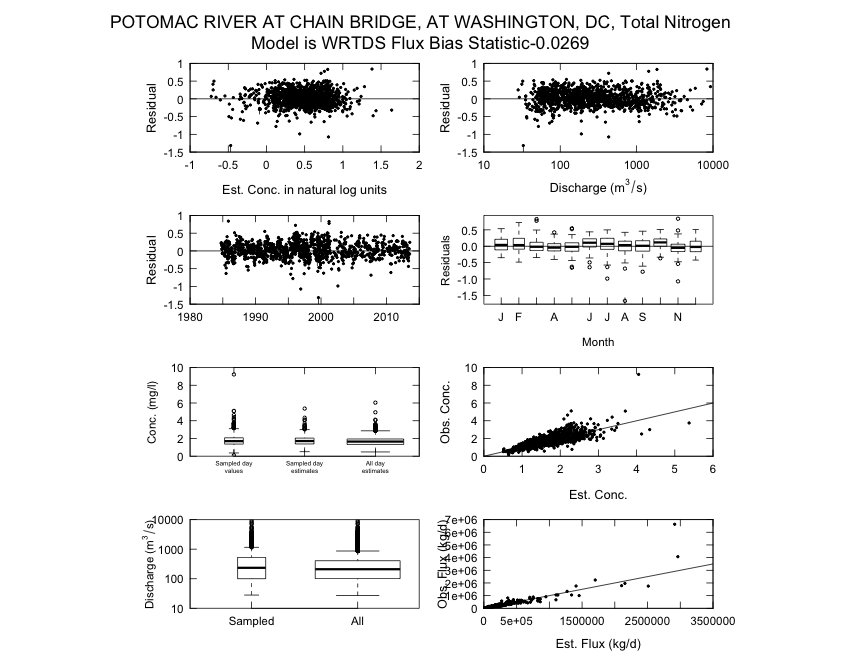 POTOMAC RIVER AT CHAIN BRIDGE, AT WASHINGTON, DC, Total Nitrogen
Model is WRTDS Flux Bias Statistic-0.0269
Residual
1
0.5
0
-0.5
-1
-1.5
-1 -0.5 0 0.5 1 1.5 2
Est. Conc. in natural log units
Residual
1
0.5
0
-0.5
-1
-1.5
10 100 1000 10000
Discharge (m³/s)
Residual
1
0.5
0
-0.5
-1
-1.5
1980 1990 2000 2010
Residuals
0.5
0.0
-0.5
-1.0
-1.5
J F A J J A S N
Month
Conc. (mg/l)
10
8
6
4
2
0
Sampled day values
Sampled day estimates
All day estimates
Obs. Conc.
10
8
6
4
2
0
0 1 2 3 4 5 6
Est. Conc.
Discharge (m³/s)
10000
1000
100
10
Sampled All
Obs. Flux (kg/d)
7e+06
6e+06
5e+06
4e+06
3e+06
2e+06
1e+06
0
0 5e+05 1500000 2500000 3500000
Est. Flux (kg/d)